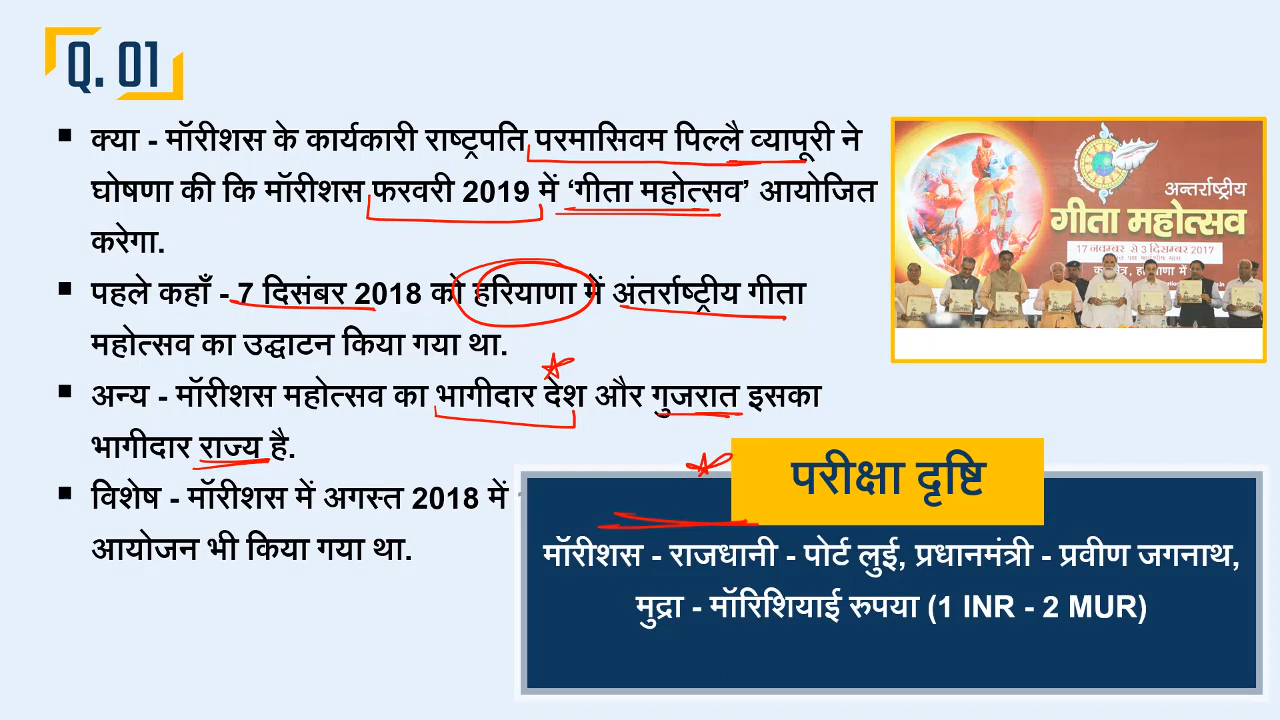 Q. 01
क्या - मॉरीशस के कार्यकारी राष्ट्रपति परमासिवम पिल्लै व्यापूरी ने
घोषणा की कि मॉरीशस फरवरी 2019 में ‘गीता महोत्सव’ आयोजित
करेगा.
पहले कहाँ - 7 दिसंबर 2018 को हरियाणा में अंतर्राष्ट्रीय गीता
महोत्सव का उद्घाटन किया गया था.
अन्य - मॉरीशस महोत्सव का भागीदार देश और गुजरात इसका
भागीदार राज्य है.
विशेष - मॉरीशस में अगस्त 2018 में
आयोजन भी किया गया था.
अन्तर्राष्ट्रीय
गीता महोत्सव
17 नवम्बर से 3 दिसम्बर 2017
हरियाणा में
परीक्षा दृष्टि
मॉरीशस - राजधानी - पोर्ट लुई, प्रधानमंत्री - प्रवीण जगनाथ,
मुद्रा - मॉरिशियाई रुपया (1 INR - 2 MUR)